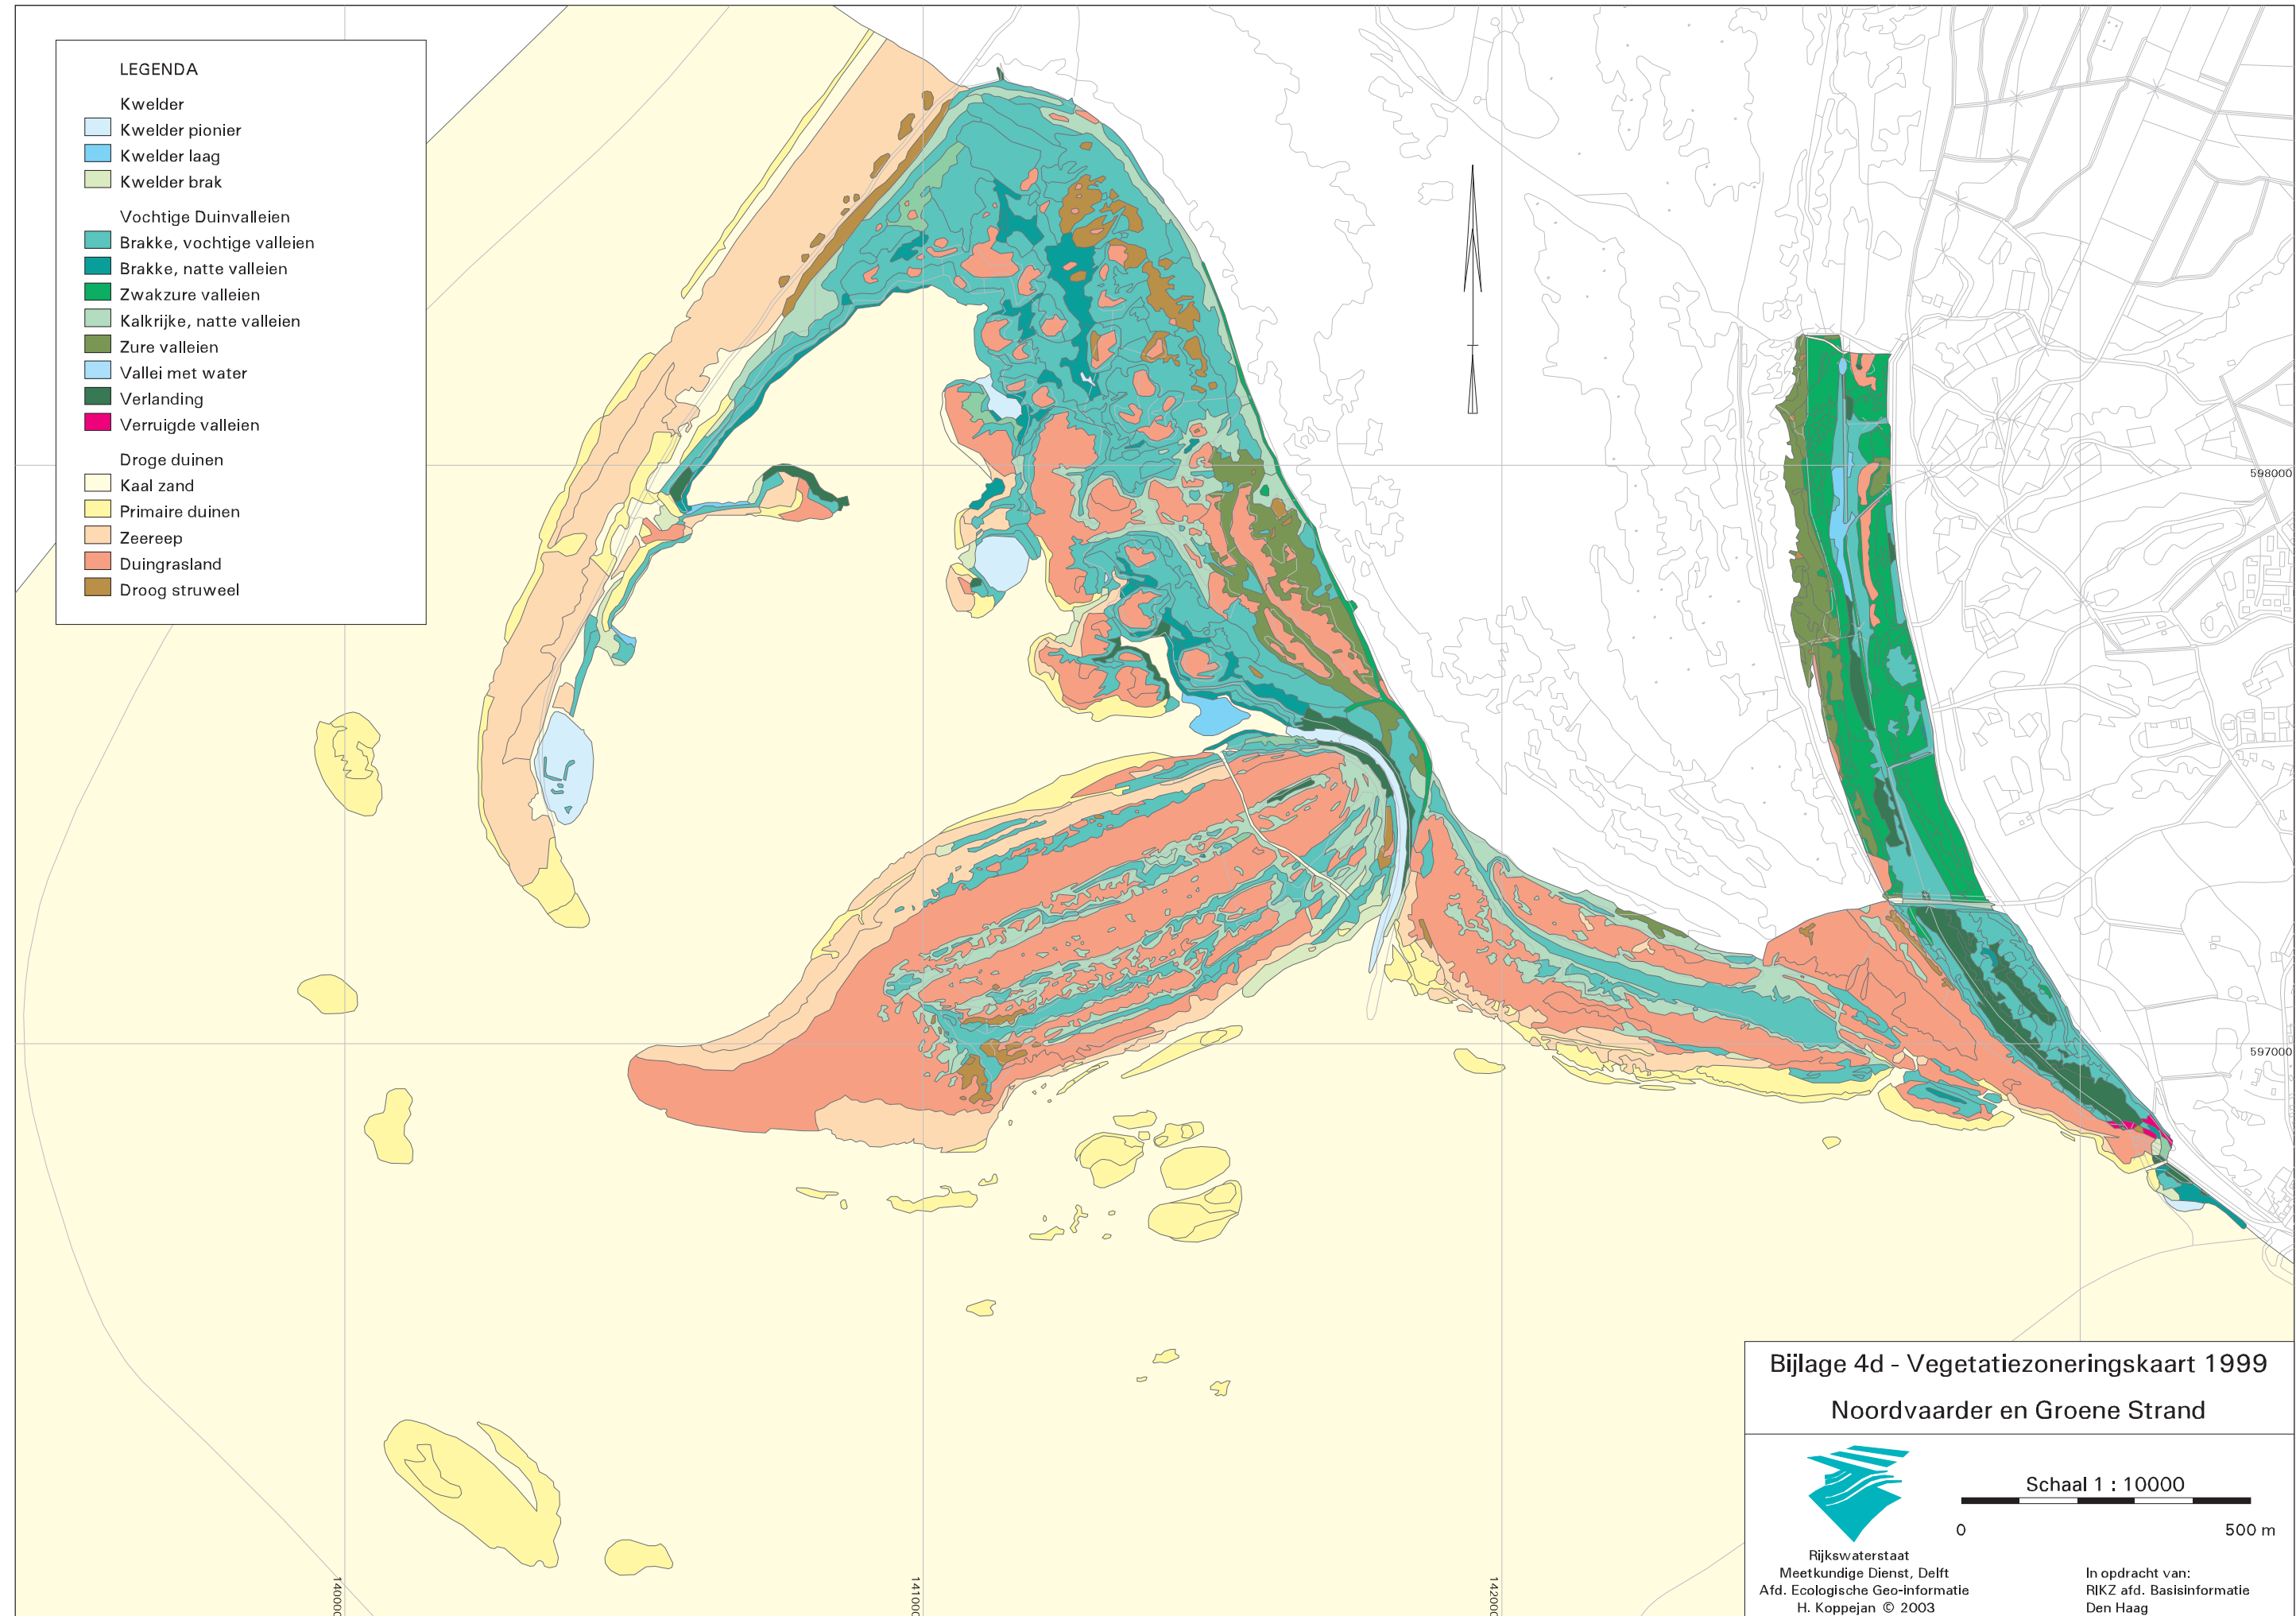 LEGENDA
Kwelder
Kwelder pionier
Kwelder laag
Kwelder brak
Vochtige Duinvalleien
Brakke, vochtige valleien
Brakke, natte valleien
Zwakzure valleien
Kalkrijke, natte valleien
Zure valleien
Vallei met water
Verlanding
Verruigde valleien
Droge duinen
Kaal zand
Primaire duinen
Zeereep
Duingrasland
Droog struweel
598000
597000
140000
141000
142000
Bijlage 4d - Vegetatiezoneringskaart 1999
Noordvaarder en Groene Strand
Schaal 1 : 10000
0 500 m
Rijkswaterstaat
Meetkundige Dienst, Delft
Afd. Ecologische Geo-informatie
H. Koppejan © 2003
In opdracht van:
RIKZ afd. Basisinformatie
Den Haag